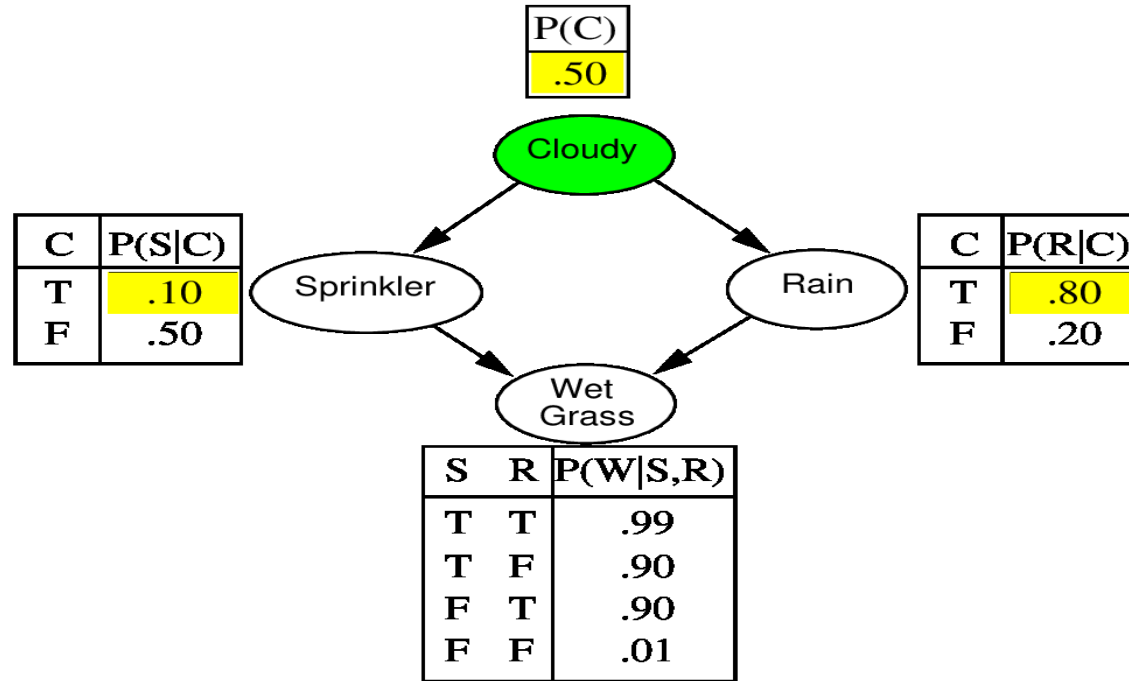 P(C)
.50
Cloudy
C P(S|C)
T .10
F .50
Sprinkler
Rain
C P(R|C)
T .80
F .20
Wet
Grass
S R P(W|S,R)
T T .99
T F .90
F T .90
F F .01